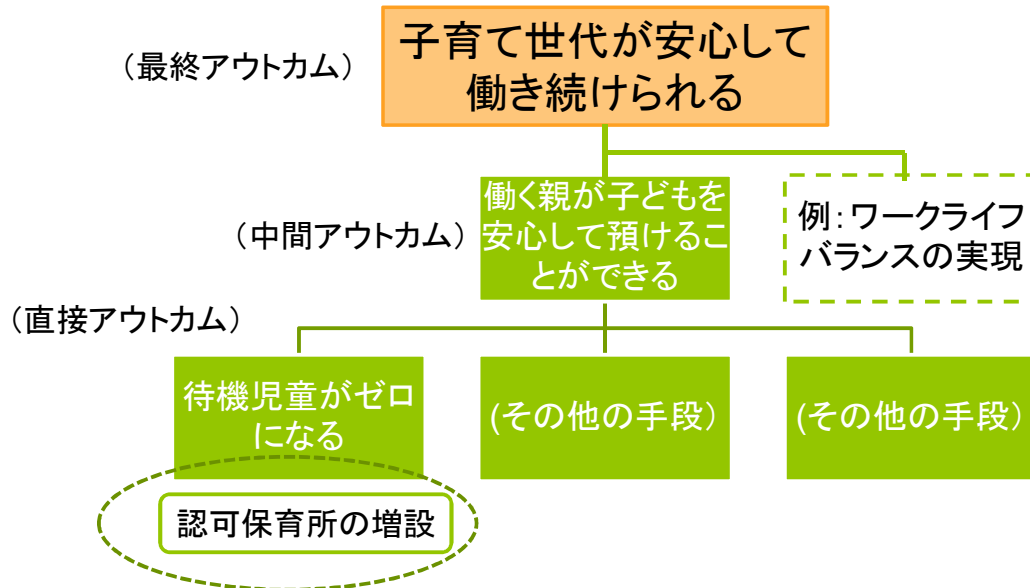 (最終アウトカム)
子育て世代が安心して
働き続けられる
(中間アウトカム)
働く親が子どもを
安心して預けるこ
とができる
例:ワークライフ
バランスの実現
(直接アウトカム)
待機児童がゼロ
になる
(その他の手段)
(その他の手段)
認可保育所の増設